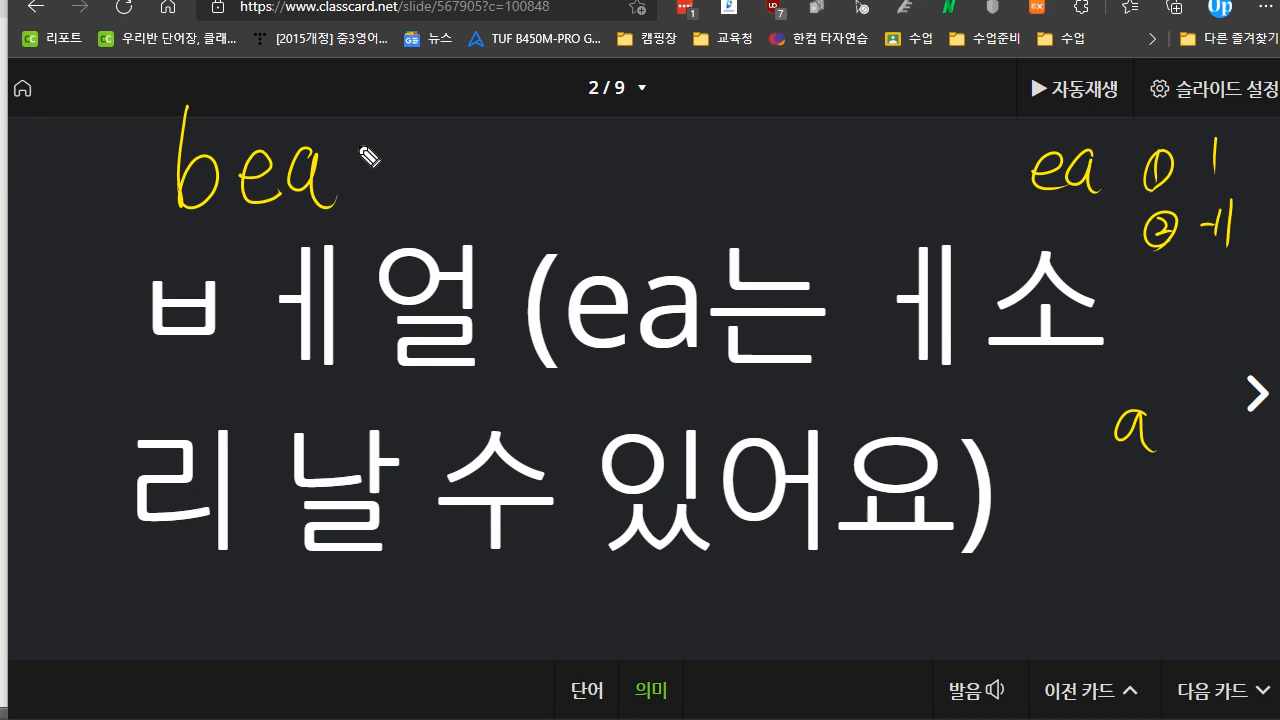 https://www.classcard.net/slide/567905?c=100848
1
7
Up
리포트
우리반 단어장, 클래...
[2015개정] 중3영어...
뉴스
TUF B450M-PRO G...
캠핑장
교육청
한컴 타자연습
수업
수업준비
수업
다른 즐겨찾기
2 / 9
자동재생
슬라이드 설정
bea
ea ① ㅣ
② ㅔ
ㅂㅔ얼 (ea는 ㅔ소
a
리 날 수 있어요)
단어
의미
발음
이전 카드
다음 카드